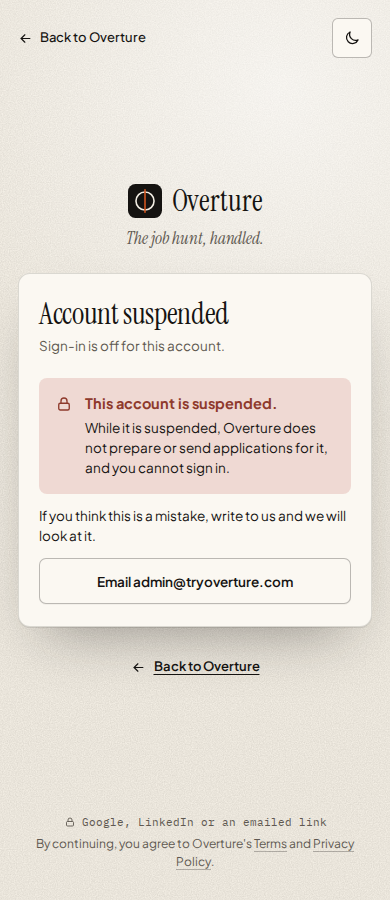 Back to Overture
Overture
The job hunt, handled.
Account suspended
Sign-in is off for this account.
This account is suspended.
While it is suspended, Overture does
not prepare or send applications for it,
and you cannot sign in.
If you think this is a mistake, write to us and we will
look at it.
Email admin@tryoverture.com
Back to Overture
Google, LinkedIn or an emailed link
By continuing, you agree to Overture's Terms and Privacy
Policy.